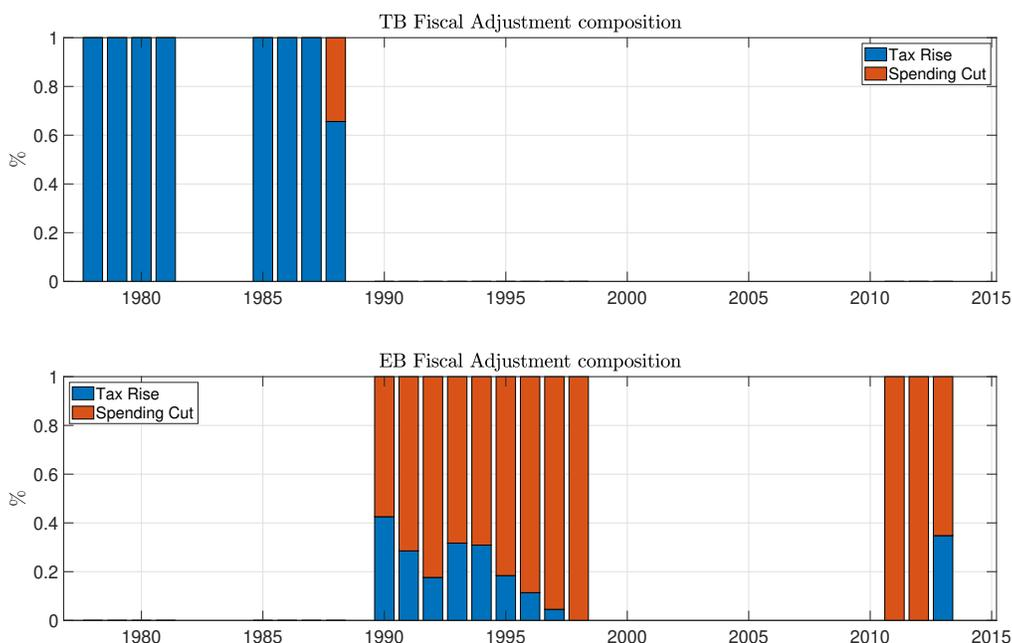 TB Fiscal Adjustment composition
1
0.8
0.6
0.4
0.2
0
%
Tax Rise
Spending Cut
1980 1985 1990 1995 2000 2005 2010 2015
EB Fiscal Adjustment composition
1
0.8
0.6
0.4
0.2
0
%
Tax Rise
Spending Cut
1980 1985 1990 1995 2000 2005 2010 2015